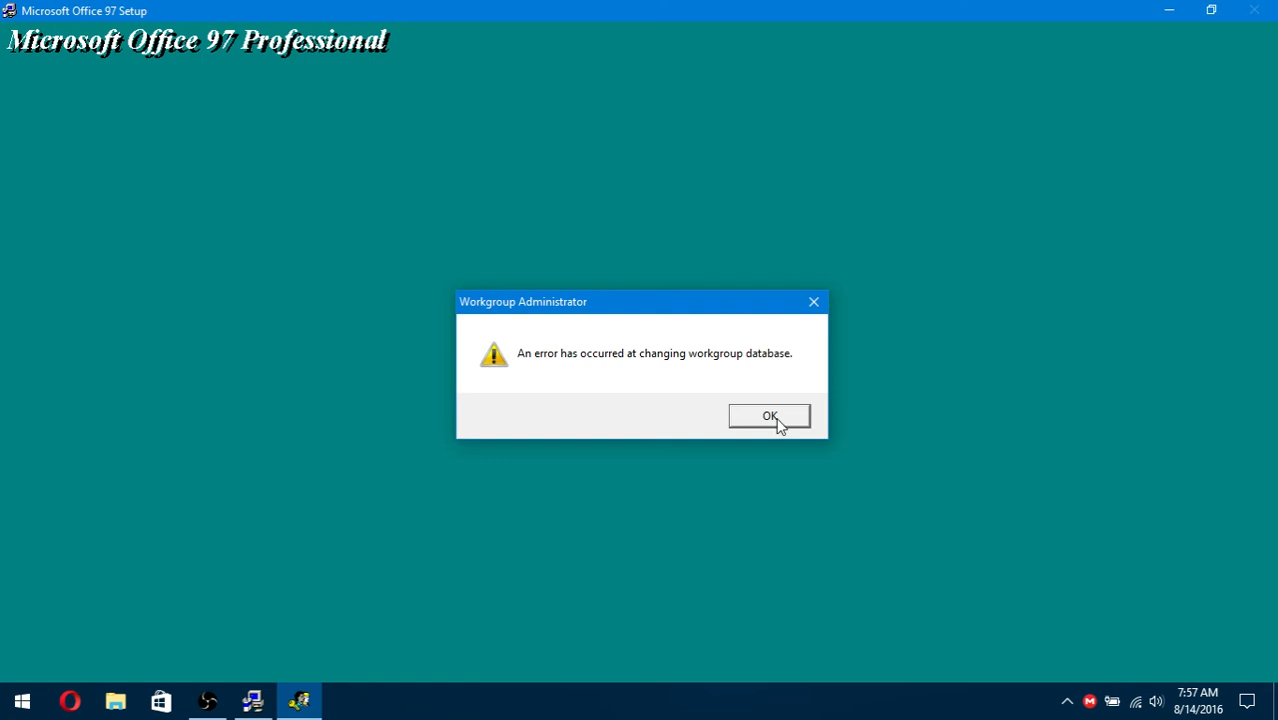 Microsoft Office 97 Setup
Microsoft Office 97 Professional
Workgroup Administrator
An error has occurred at changing workgroup database.
OK
7:57 AM
8/14/2016